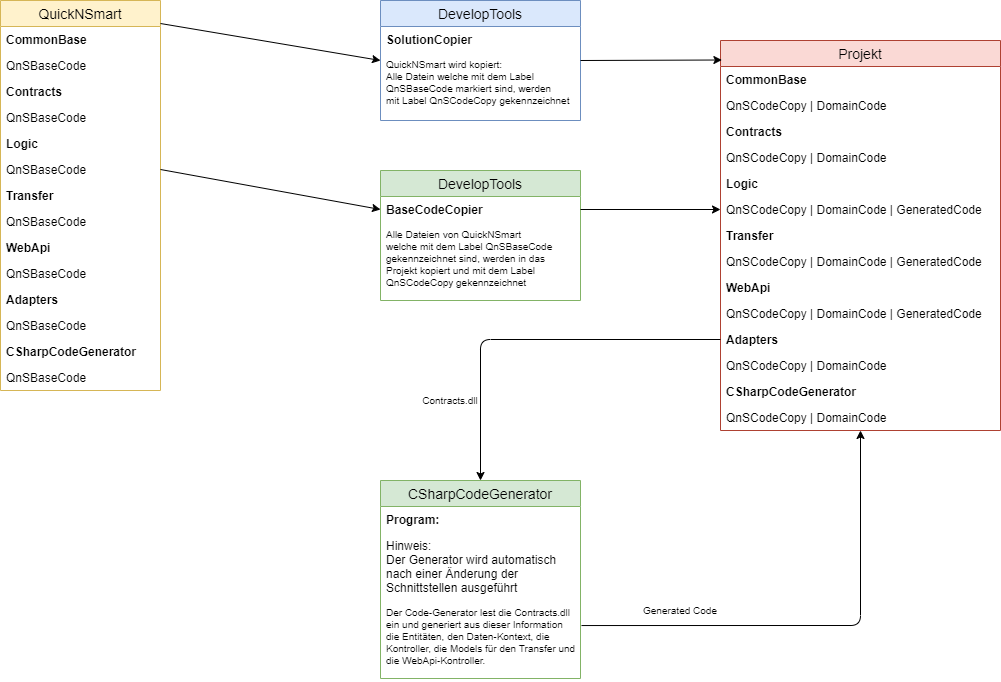 QuickNSmart
CommonBase
QnSBaseCode
Contracts
QnSBaseCode
Logic
QnSBaseCode
Transfer
QnSBaseCode
WebApi
QnSBaseCode
Adapters
QnSBaseCode
CSharpCodeGenerator
QnSBaseCode
DevelopTools
SolutionCopier
QuickNSmart wird kopiert:
Alle Datein welche mit dem Label
QnSBaseCode markiert sind, werden
mit Label QnSCodeCopy gekennzeichnet
DevelopTools
BaseCodeCopier
Alle Dateien von QuickNSmart
welche mit dem Label QnSBaseCode
gekennzeichnet sind, werden in das
Projekt kopiert und mit dem Label
QnSCodeCopy gekennzeichnet
Projekt
CommonBase
QnSCodeCopy | DomainCode
Contracts
QnSCodeCopy | DomainCode
Logic
QnSCodeCopy | DomainCode | GeneratedCode
Transfer
QnSCodeCopy | DomainCode | GeneratedCode
WebApi
QnSCodeCopy | DomainCode | GeneratedCode
Adapters
QnSCodeCopy | DomainCode
CSharpCodeGenerator
QnSCodeCopy | DomainCode
Contracts.dll
CSharpCodeGenerator
Program:
Hinweis:
Der Generator wird automatisch
nach einer Änderung der
Schnittstellen ausgeführt
Der Code-Generator lest die Contracts.dll
ein und generiert aus dieser Information
die Entitäten, den Daten-Kontext, die
Kontroller, die Models für den Transfer und
die WebApi-Kontroller.
Generated Code